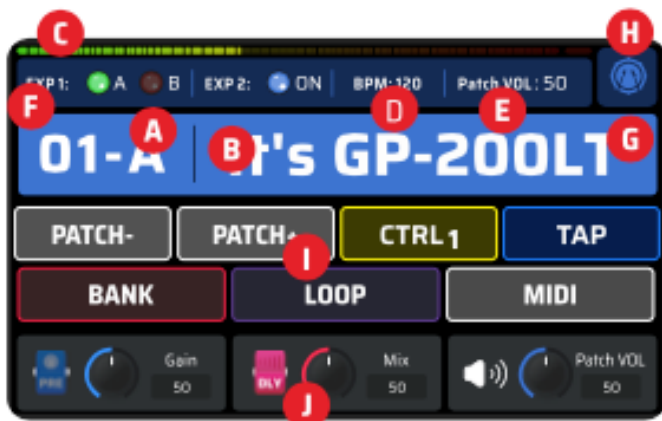 C H
EXP 1: A B EXP 2: ON BPM: 120 Patch VOL: 50
F A B D E G
01-A It's GP-200LT
PATCH- PATCH+ CTRL 1 TAP
I
BANK LOOP MIDI
PRE Gain 50 DLY Mix 50 Patch VOL 50
J